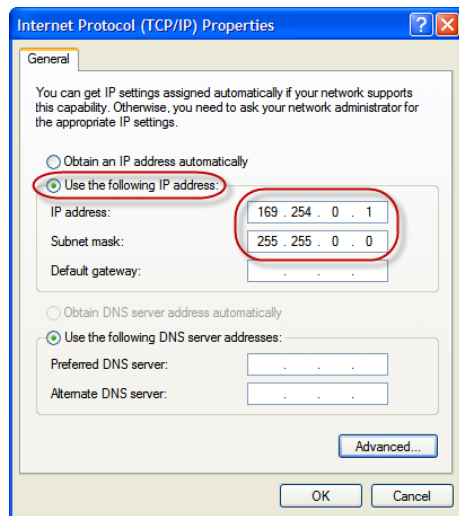 Internet Protocol (TCP/IP) Properties
General
You can get IP settings assigned automatically if your network supports
this capability. Otherwise, you need to ask your network administrator for
the appropriate IP settings.
Obtain an IP address automatically
Use the following IP address:
IP address: 169 . 254 . 0 . 1
Subnet mask: 255 . 255 . 0 . 0
Default gateway: . . .
Obtain DNS server address automatically
Use the following DNS server addresses:
Preferred DNS server: . . .
Alternate DNS server: . . .
Advanced...
OK Cancel